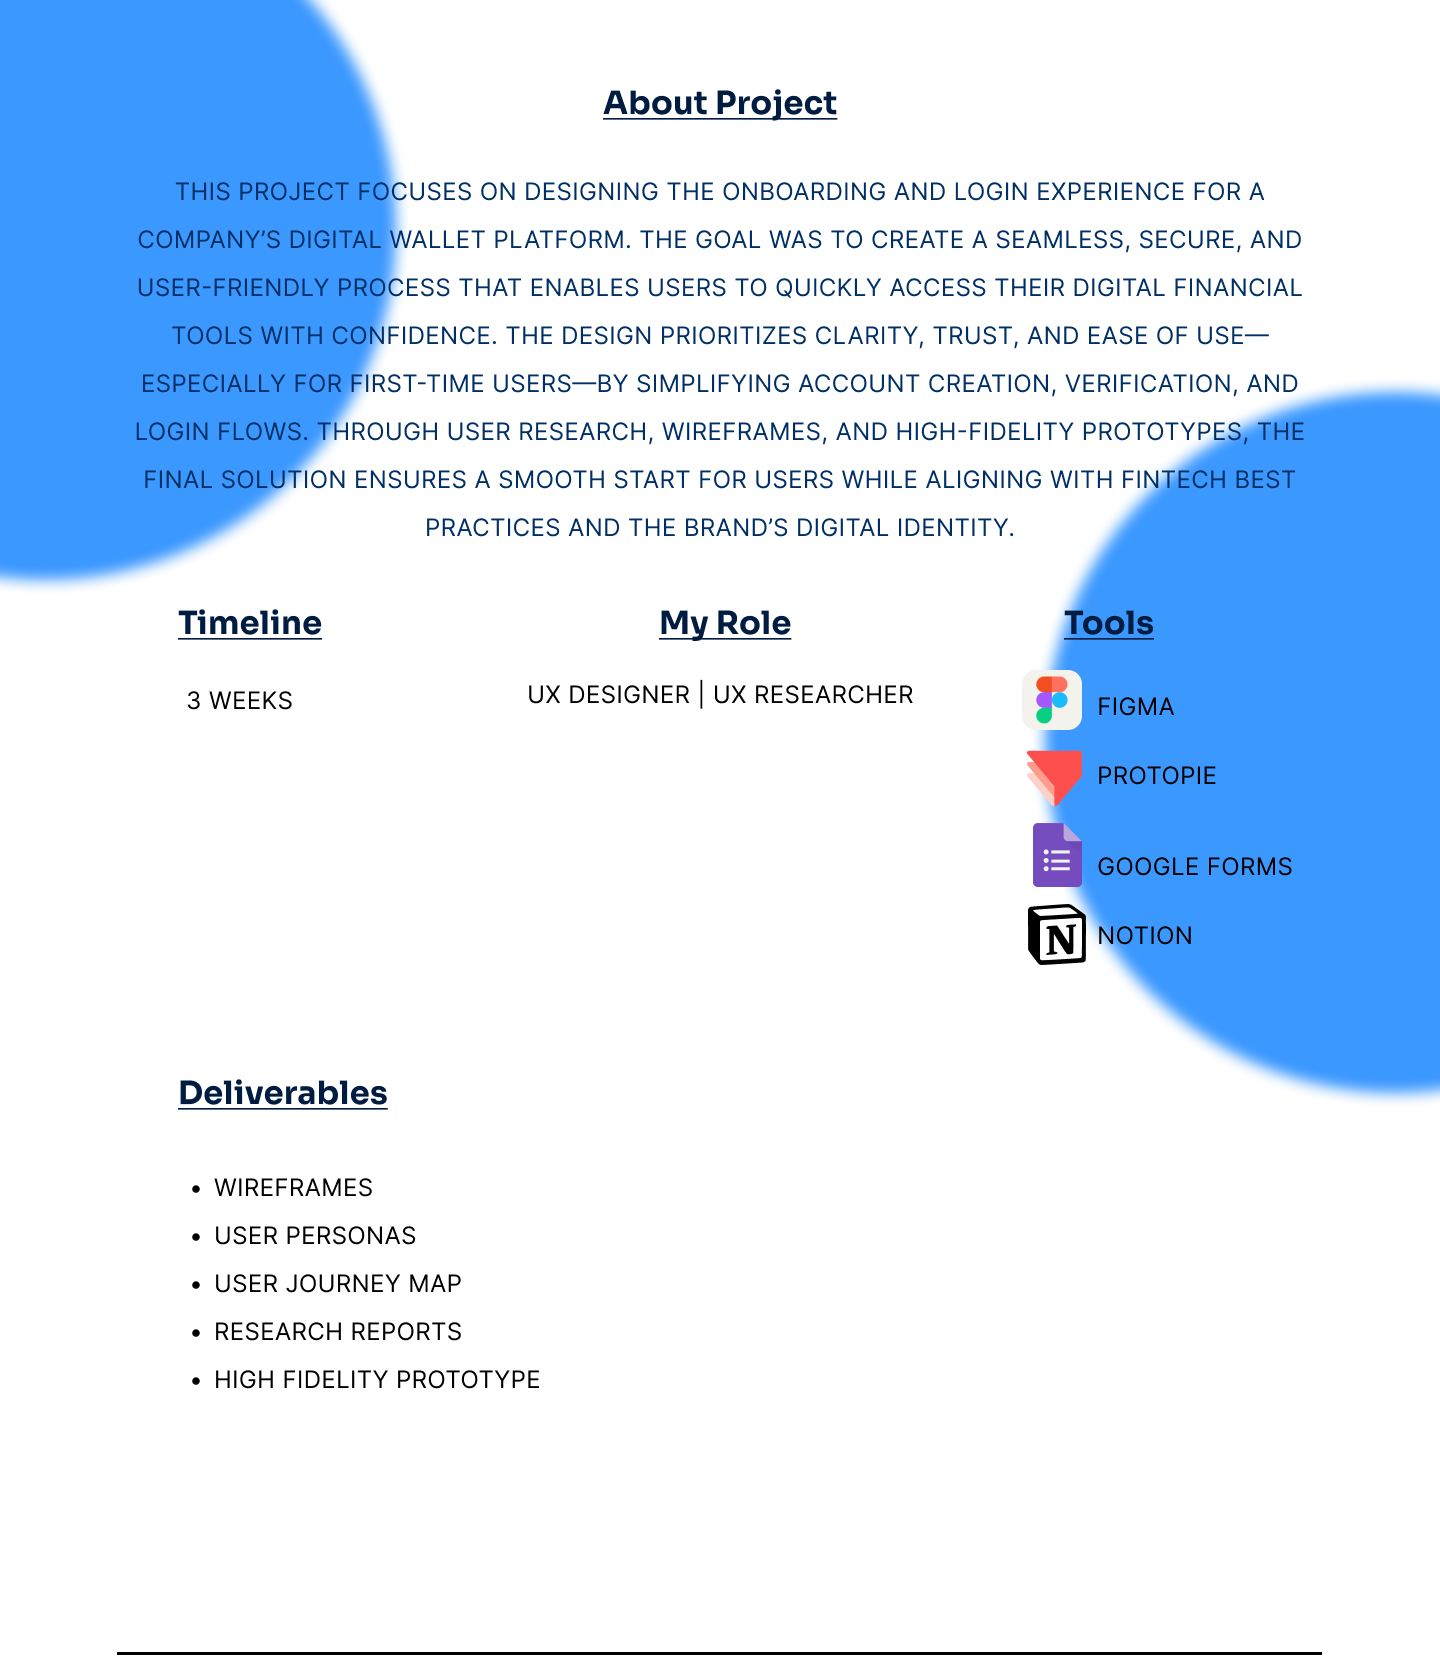 About Project
THIS PROJECT FOCUSES ON DESIGNING THE ONBOARDING AND LOGIN EXPERIENCE FOR A
COMPANY’S DIGITAL WALLET PLATFORM. THE GOAL WAS TO CREATE A SEAMLESS, SECURE, AND
USER-FRIENDLY PROCESS THAT ENABLES USERS TO QUICKLY ACCESS THEIR DIGITAL FINANCIAL
TOOLS WITH CONFIDENCE. THE DESIGN PRIORITIZES CLARITY, TRUST, AND EASE OF USE—
ESPECIALLY FOR FIRST-TIME USERS—BY SIMPLIFYING ACCOUNT CREATION, VERIFICATION, AND
LOGIN FLOWS. THROUGH USER RESEARCH, WIREFRAMES, AND HIGH-FIDELITY PROTOTYPES, THE
FINAL SOLUTION ENSURES A SMOOTH START FOR USERS WHILE ALIGNING WITH FINTECH BEST
PRACTICES AND THE BRAND’S DIGITAL IDENTITY.
Timeline
3 WEEKS
My Role
UX DESIGNER | UX RESEARCHER
Tools
FIGMA
PROTOPIE
GOOGLE FORMS
N NOTION
Deliverables
• WIREFRAMES
• USER PERSONAS
• USER JOURNEY MAP
• RESEARCH REPORTS
• HIGH FIDELITY PROTOTYPE